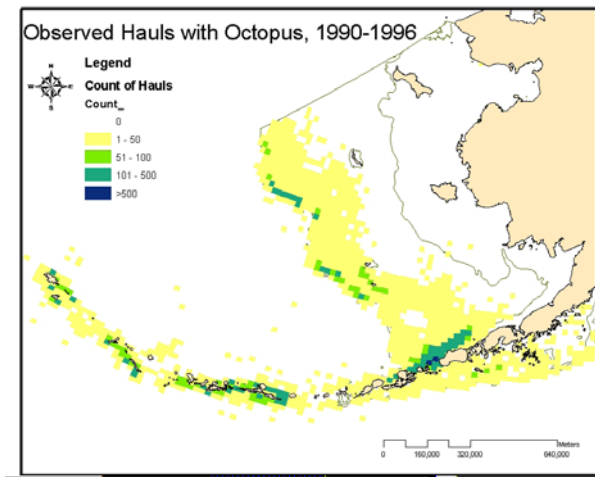 Observed Hauls with Octopus, 1990-1996
N
W E
S
Legend
Count of Hauls
Count_
0
1 - 50
51 - 100
101 - 500
>500
Meters
0 160,000 320,000 640,000